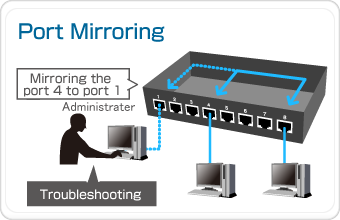 Port Mirroring
Mirroring the
port 4 to port 1
Administrater
1 2 3 4 5 6 7 8
Troubleshooting